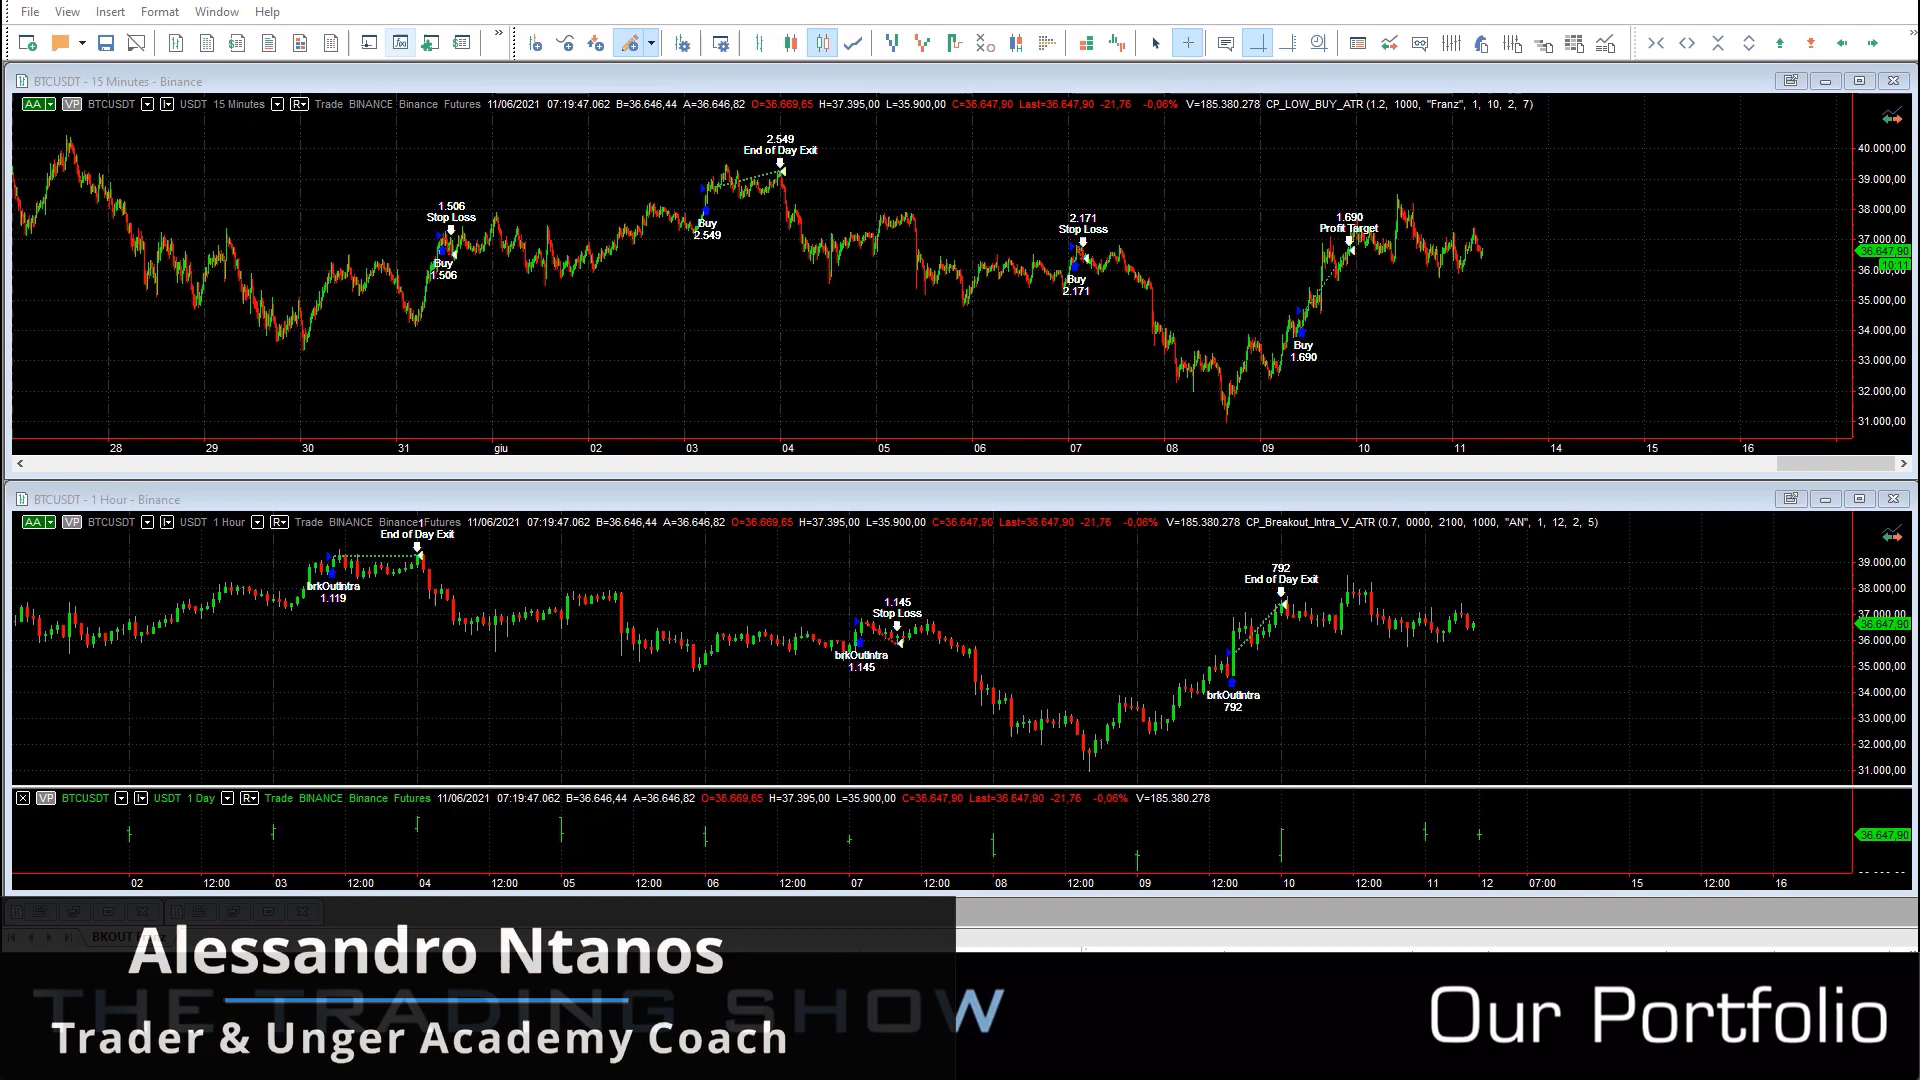 File View Insert Format Window Help
BTCUSDT - 15 Minutes - Binance
AA VP BTCUSDT USDT 15 Minutes R Trade BINANCE Binance Futures 11/06/2021 07:19:47.062 B=36.646,44 A=36.646,82 O=36.669,65 H=37.395,00 L=35.900,00 C=36.647,90 Last=36.647,90 -21,76 -0,06% V=185.380.278 CP_LOW_BUY_ATR (1.2, 1000, "Franz", 1, 10, 2, 7)
2.549
End of Day Exit
1.506
Stop Loss
Buy
2.549
Buy
1.506
2.171
Stop Loss
Buy
2.171
1.690
Profit Target
Buy
1.690
40.000,00
39.000,00
38.000,00
37.000,00
36.647,90
10:11
36.000,00
35.000,00
34.000,00
33.000,00
32.000,00
31.000,00
28 29 30 31 giu 02 03 04 05 06 07 08 09 10 11 14 15 16
BTCUSDT - 1 Hour - Binance
AA VP BTCUSDT USDT 1 Hour R Trade BINANCE Binance Futures 11/06/2021 07:19:47.062 B=36.646,44 A=36.646,82 O=36.669,65 H=37.395,00 L=35.900,00 C=36.647,90 Last=36.647,90 -21,76 -0,06% V=185.380.278 CP_Breakout_Intra_V_ATR (0.7, 0000, 2100, 1000, "AN", 1, 12, 2, 5)
End of Day Exit
brkOutIntra
1.119
1.145
Stop Loss
brkOutIntra
1.145
792
End of Day Exit
brkOutIntra
792
39.000,00
38.000,00
37.000,00
36.647,90
36.000,00
35.000,00
34.000,00
33.000,00
32.000,00
31.000,00
VP BTCUSDT USDT 1 Day R Trade BINANCE Binance Futures 11/06/2021 07:19:47.062 B=36.646,44 A=36.646,82 O=36.669,65 H=37.395,00 L=35.900,00 C=36.647,90 Last=36.647,90 -21,76 -0,06% V=185.380.278
36.647,90
02 12:00 03 12:00 04 12:00 05 12:00 06 12:00 07 12:00 08 12:00 09 12:00 10 12:00 11 12 07:00 15 12:00 16
BKOUT
Alessandro Ntanos
THE TRADING SHOW
Trader & Unger Academy Coach
Our Portfolio